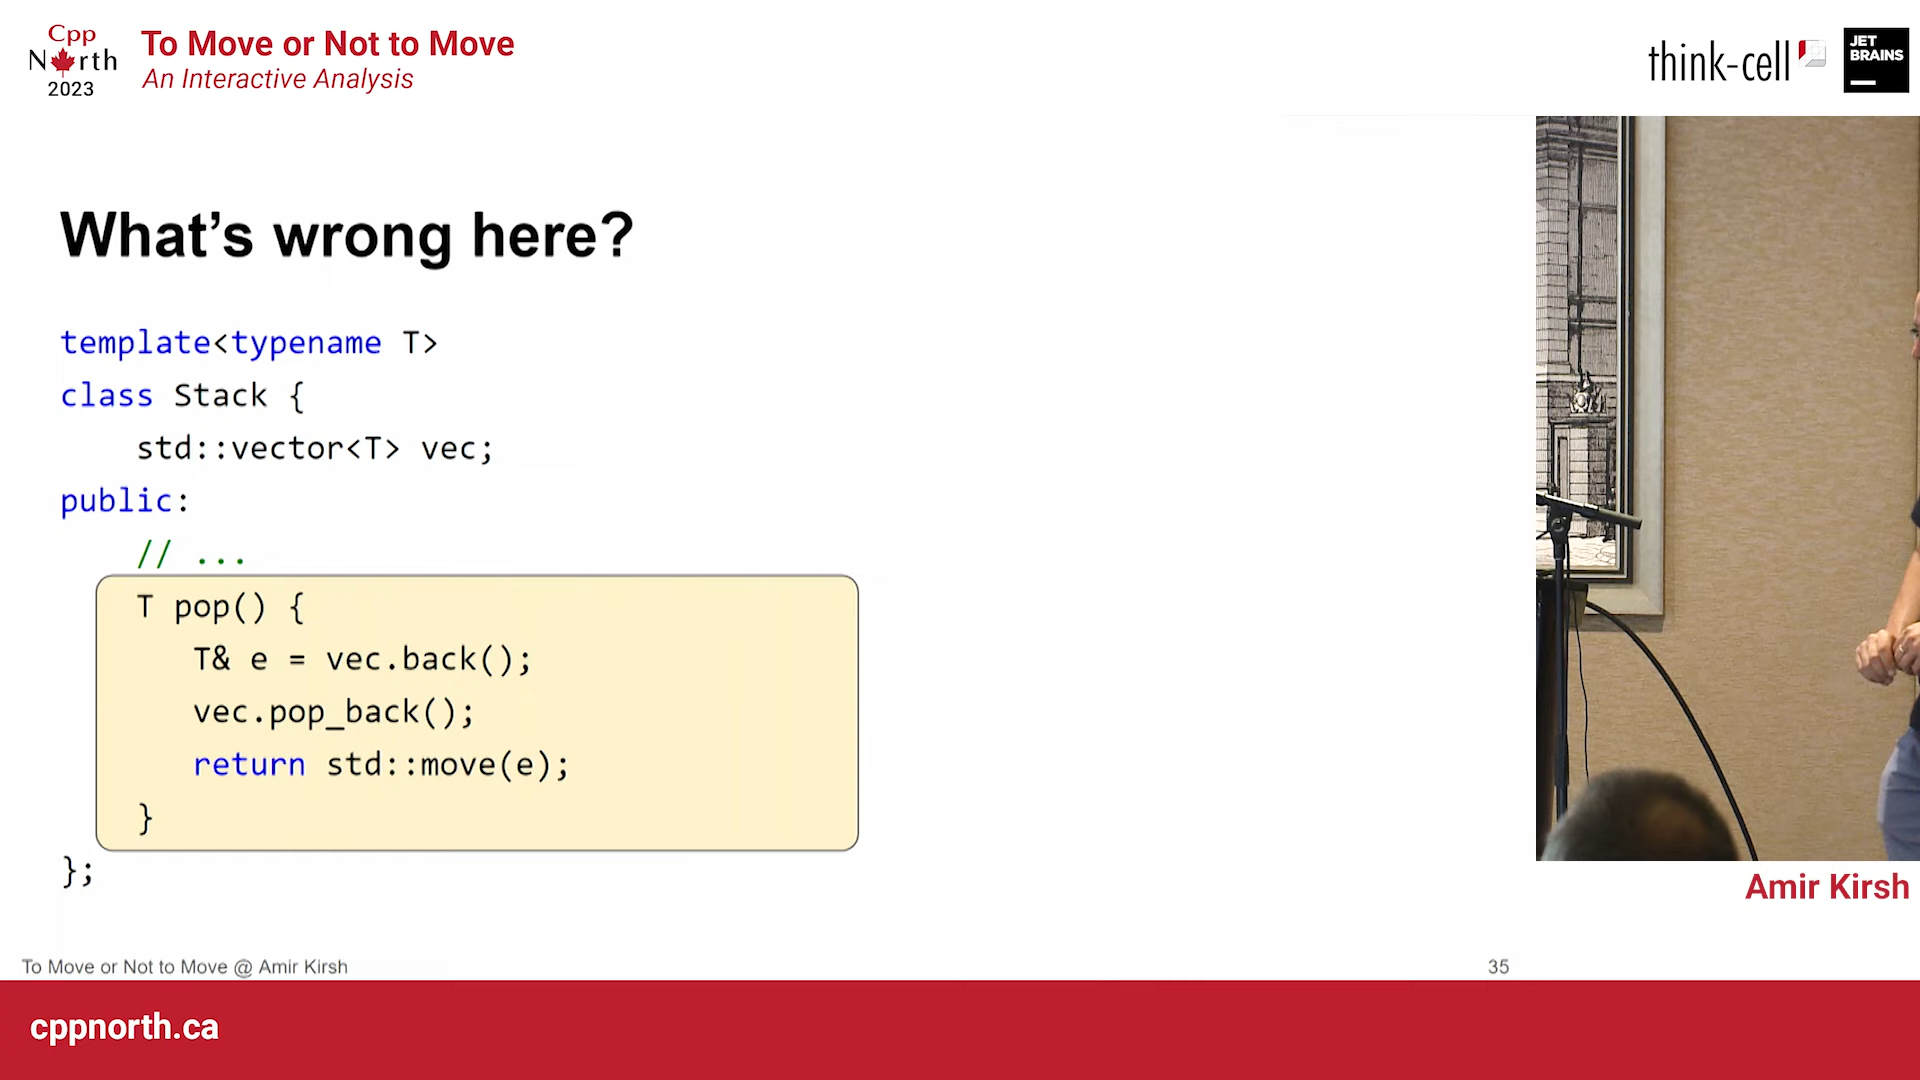 Cpp
North
2023
To Move or Not to Move
An Interactive Analysis
think-cell
JET
BRAINS
What's wrong here?
template<typename T>
class Stack {
    std::vector<T> vec;
public:
    // ...
    T pop() {
       T& e = vec.back();
       vec.pop_back();
       return std::move(e);
    }
};
Amir Kirsh
To Move or Not to Move @ Amir Kirsh
35
cppnorth.ca